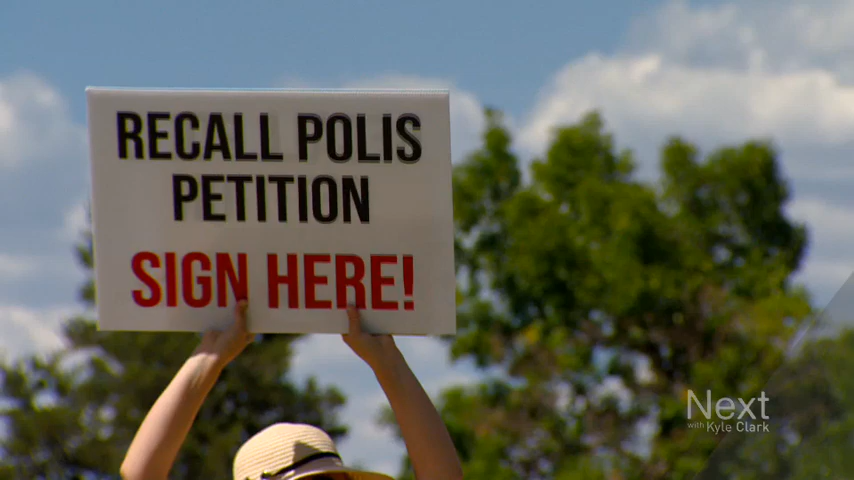 RECALL POLIS
PETITION
SIGN HERE!
Next
with Kyle Clark